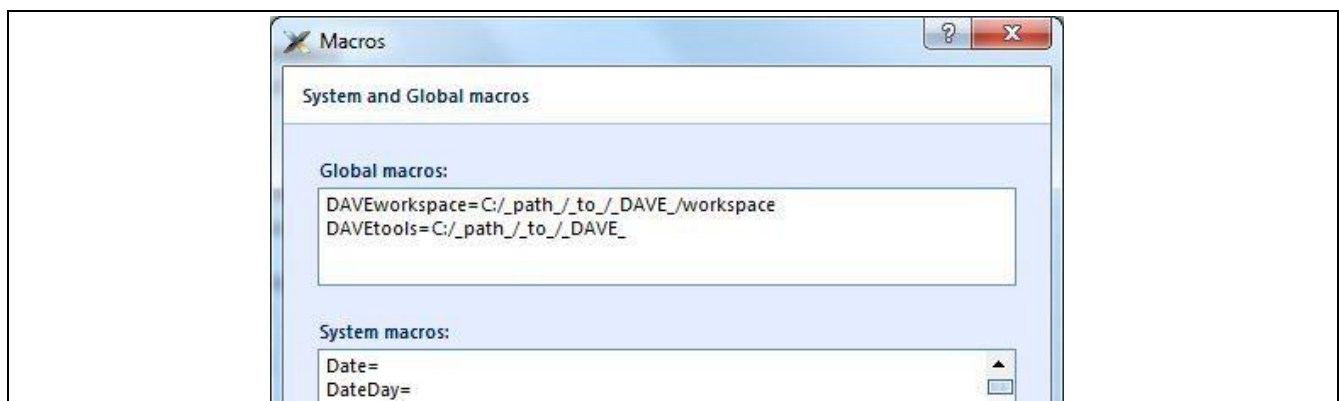 Macros
System and Global macros
Global macros:
DAVEworkspace=C:/_path_/_to_/_DAVE_/workspace
DAVEtools=C:/_path_/_to_/_DAVE_
System macros:
Date=
DateDay=